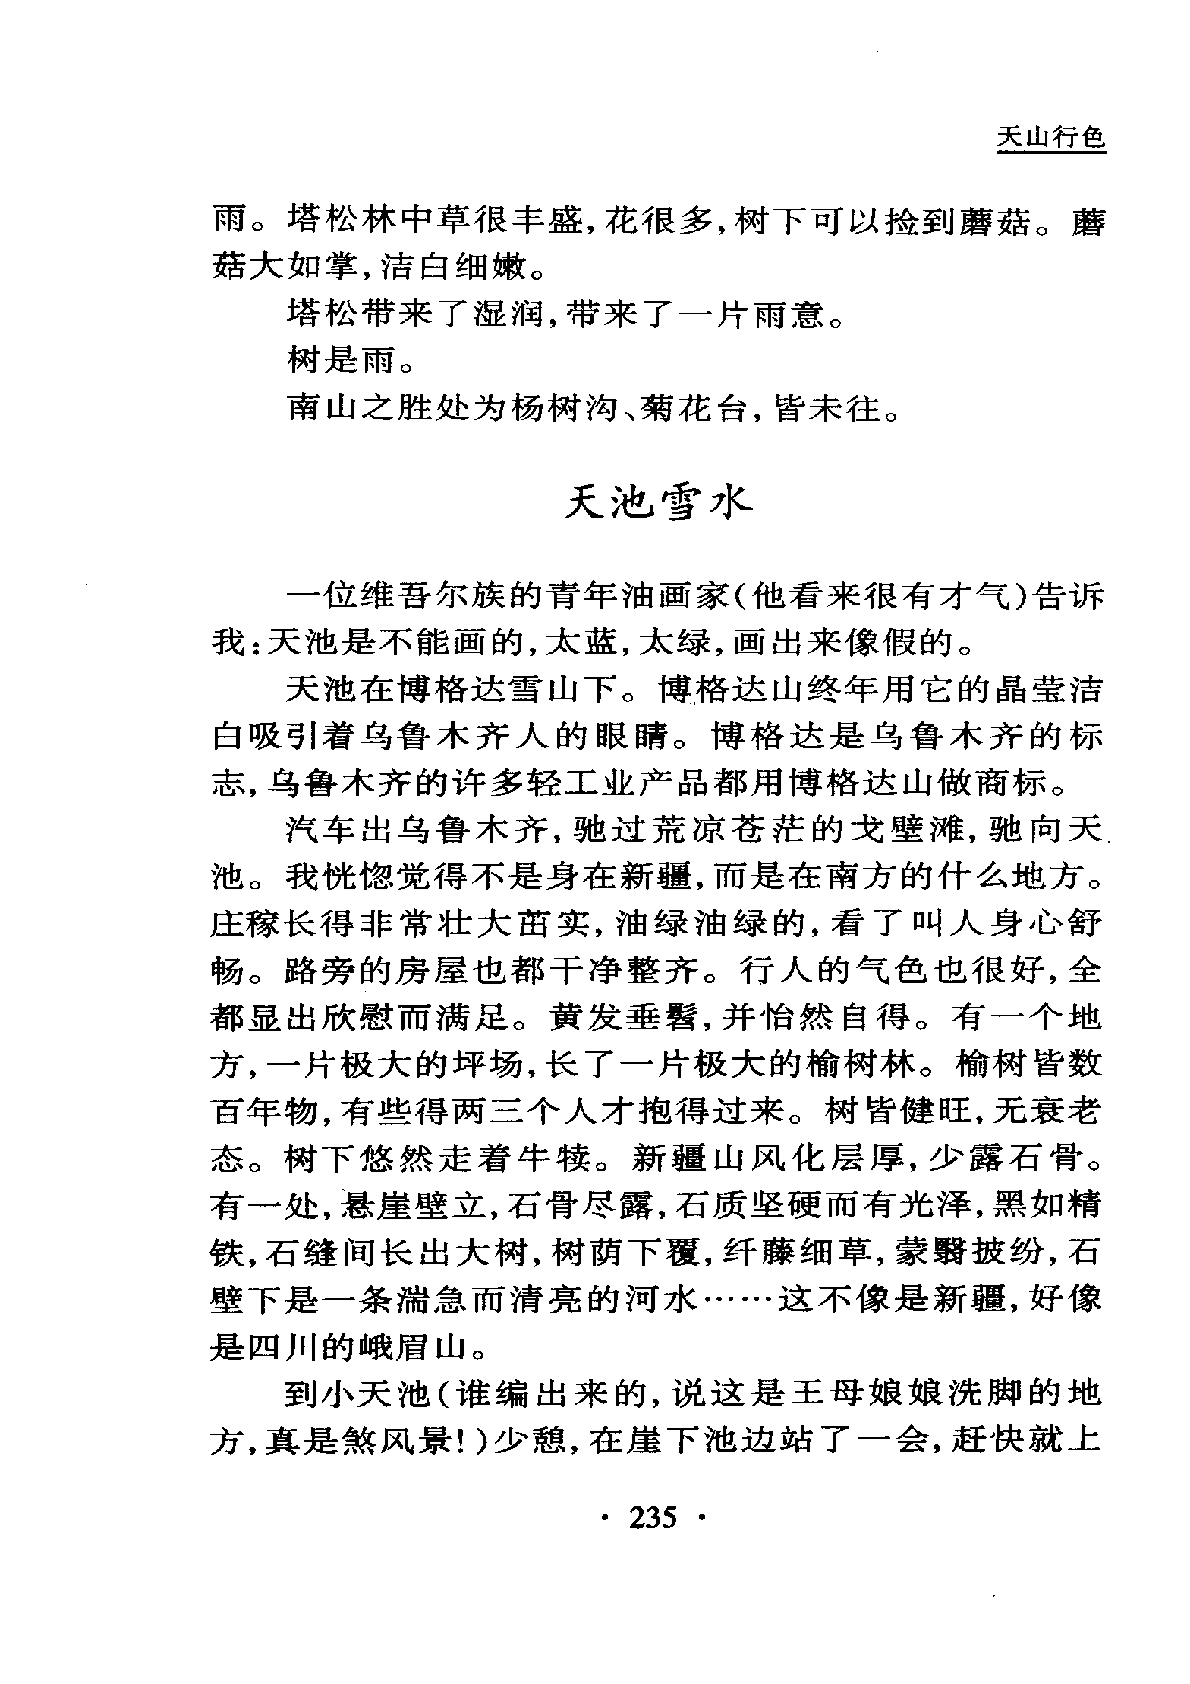 天山行色
雨。塔松林中草很丰盛,花很多,树下可以捡到蘑菇。蘑
菇大如掌,洁白细嫩。
塔松带来了湿润,带来了一片雨意。
树是雨。
南山之胜处为杨树沟、菊花台,皆未往。
天池雪水
一位维吾尔族的青年油画家(他看来很有才气)告诉
我:天池是不能画的,太蓝,太绿,画出来像假的。
天池在博格达雪山下。博格达山终年用它的晶莹洁
白吸引着乌鲁木齐人的眼睛。博格达是乌鲁木齐的标
志,乌鲁木齐的许多轻工业产品都用博格达山做商标。
汽车出乌鲁木齐,驰过荒凉苍茫的戈壁滩,驰向天
池。我恍惚觉得不是身在新疆,而是在南方的什么地方。
庄稼长得非常壮大茁实,油绿油绿的,看了叫人身心舒
畅。路旁的房屋也都干净整齐。行人的气色也很好,全
都显出欣慰而满足。黄发垂髫,并怡然自得。有一个地
方,一片极大的坪场,长了一片极大的榆树林。榆树皆数
百年物,有些得两三个人才抱得过来。树皆健旺,无衰老
态。树下悠然走着牛犊。新疆山风化层厚,少露石骨。
有一处,悬崖壁立,石骨尽露,石质坚硬而有光泽,黑如精
铁,石缝间长出大树,树荫下覆,纤藤细草,蒙翳披纷,石
壁下是一条湍急而清亮的河水……这不像是新疆,好像
是四川的峨眉山。
到小天池(谁编出来的,说这是王母娘娘洗脚的地
方,真是煞风景!)少憩,在崖下池边站了一会,赶快就上
· 235 ·